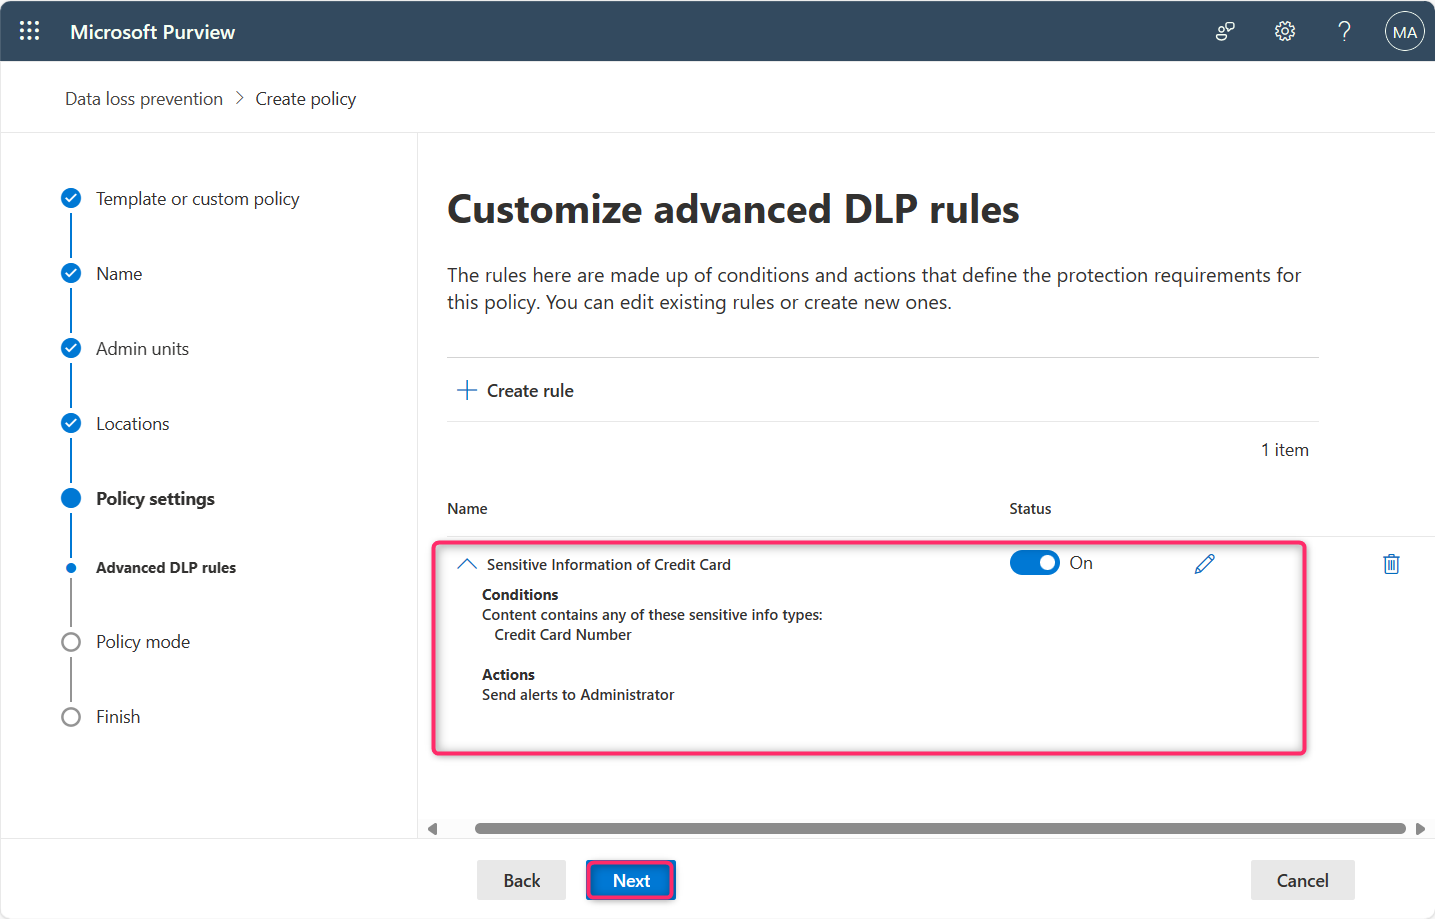 Microsoft Purview
MA
Data loss prevention > Create policy
Template or custom policy
Name
Admin units
Locations
Policy settings
Advanced DLP rules
Policy mode
Finish
Customize advanced DLP rules
The rules here are made up of conditions and actions that define the protection requirements for
this policy. You can edit existing rules or create new ones.
+ Create rule
1 item
Name Status
Sensitive Information of Credit Card On
Conditions
Content contains any of these sensitive info types:
Credit Card Number
Actions
Send alerts to Administrator
Back Next Cancel